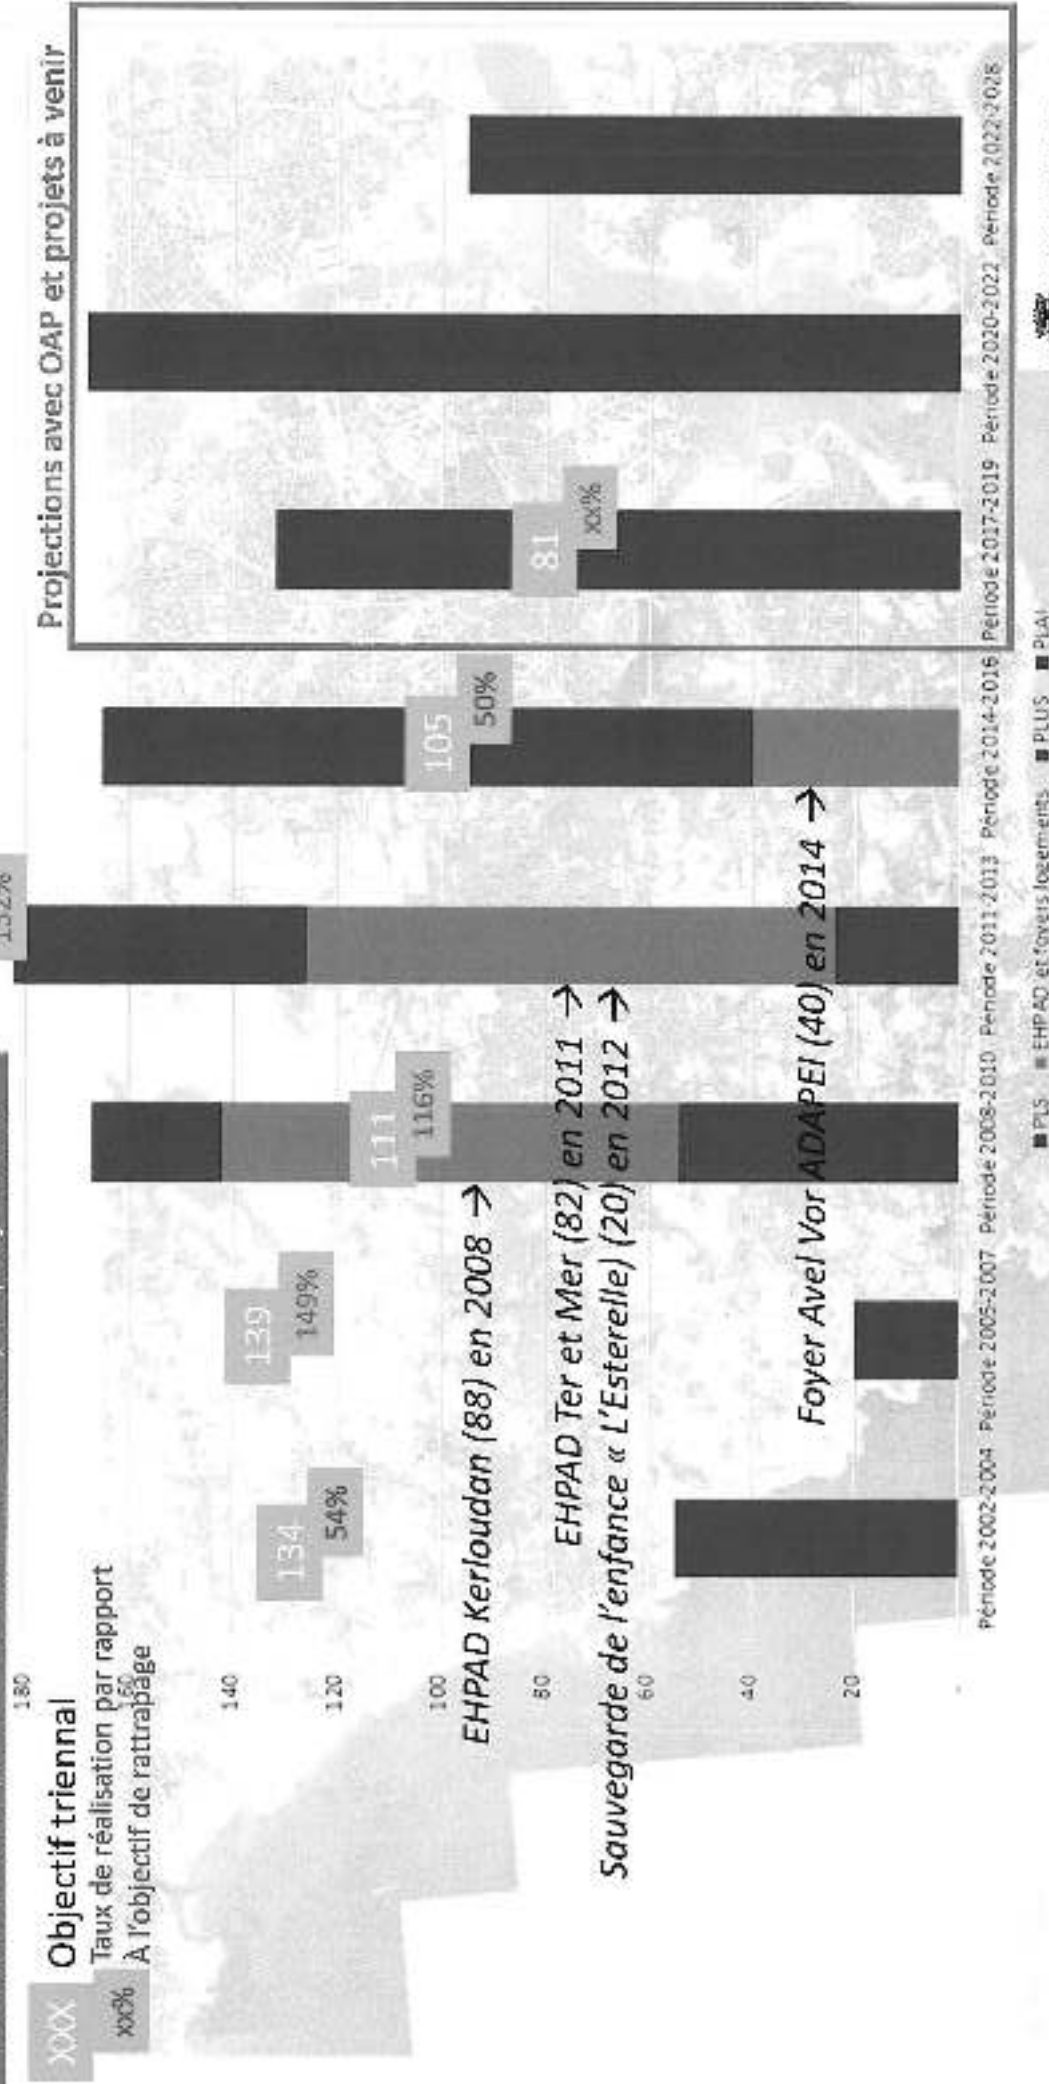 XXX Objectif triennal
xx% Taux de réalisation par rapport
À l'objectif de rattrapage
Projections avec OAP et projets à venir
180
160
140
120
100
80
60
40
20
-
134
54%
139
149%
111
116%
132%
105
50%
81
xx%
EHPAD Kerloudan (88) en 2008 →
EHPAD Ter et Mer (82) en 2011 →
Sauvegarde de l'enfance « L'Esterelle) (20) en 2012 →
Foyer Avel Vor ADAPEI (40) en 2014 →
Période 2002-2004 Période 2005-2007 Période 2008-2010 Période 2011-2013 Période 2014-2016 Période 2017-2019 Période 2020-2022 Période 2022-2028
PLS EHPAD et foyers logements PLUS PLAI